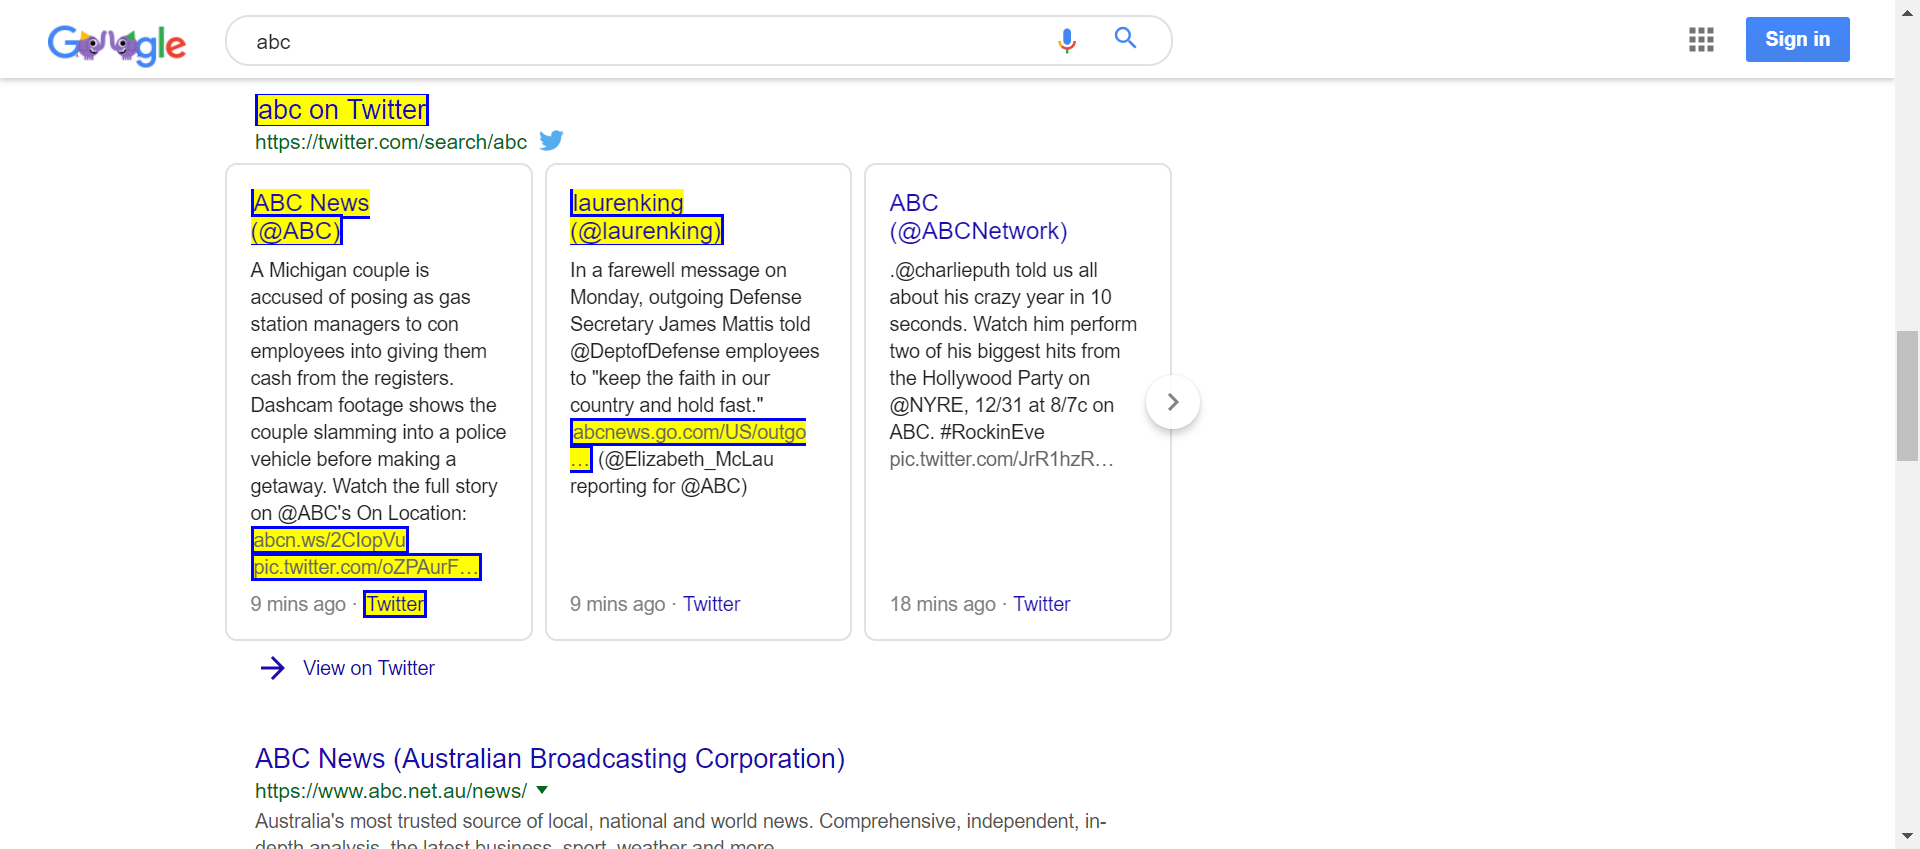 Google
abc
Sign in
abc on Twitter
https://twitter.com/search/abc
ABC News
(@ABC)
A Michigan couple is
accused of posing as gas
station managers to con
employees into giving them
cash from the registers.
Dashcam footage shows the
couple slamming into a police
vehicle before making a
getaway. Watch the full story
on @ABC's On Location:
abcn.ws/2CIopVu
pic.twitter.com/oZPAurF…
9 mins ago · Twitter
laurenking
(@laurenking)
In a farewell message on
Monday, outgoing Defense
Secretary James Mattis told
@DeptofDefense employees
to "keep the faith in our
country and hold fast."
abcnews.go.com/US/outgo
… (@Elizabeth_McLau
reporting for @ABC)
9 mins ago · Twitter
ABC
(@ABCNetwork)
.@charlieputh told us all
about his crazy year in 10
seconds. Watch him perform
two of his biggest hits from
the Hollywood Party on
@NYRE, 12/31 at 8/7c on
ABC. #RockinEve
pic.twitter.com/JrR1hzR…
18 mins ago · Twitter
View on Twitter
ABC News (Australian Broadcasting Corporation)
https://www.abc.net.au/news/
Australia's most trusted source of local, national and world news. Comprehensive, independent, in-
depth analysis, the latest business, sport, weather and more.